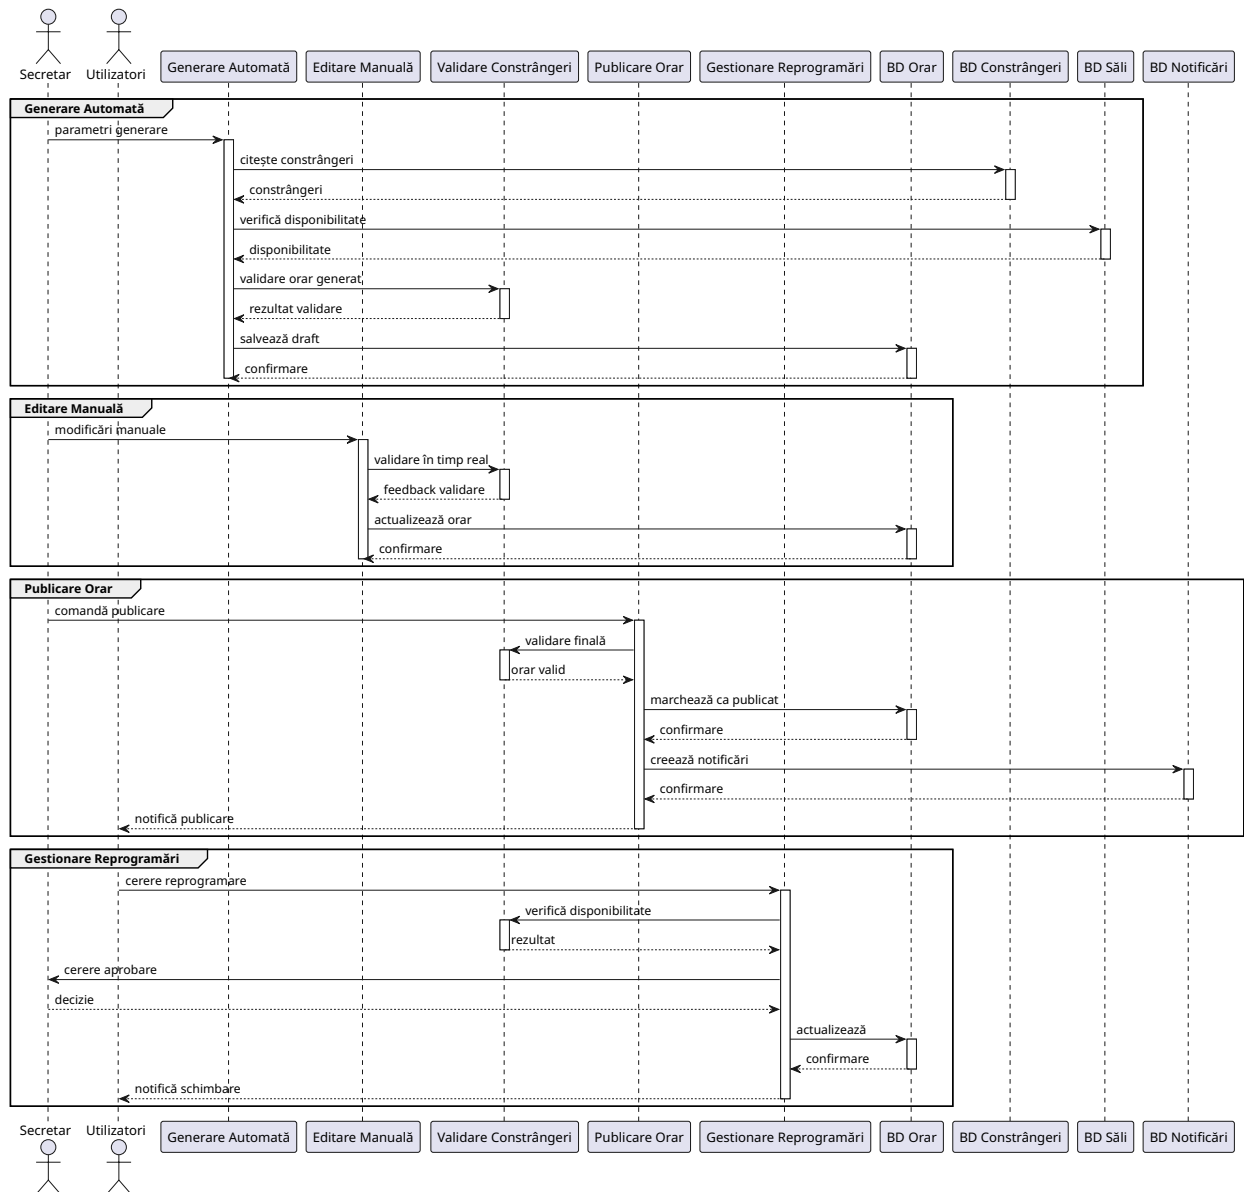 Secretar
Utilizatori
Generare Automată
Editare Manuală
Validare Constrângeri
Publicare Orar
Gestionare Reprogramări
BD Orar
BD Constrângeri
BD Săli
BD Notificări
Generare Automată
parametri generare
citește constrângeri
constrângeri
verifică disponibilitate
disponibilitate
validare orar generat
rezultat validare
salvează draft
confirmare
Editare Manuală
modificări manuale
validare în timp real
feedback validare
actualizează orar
confirmare
Publicare Orar
comandă publicare
validare finală
orar valid
marchează ca publicat
confirmare
creează notificări
confirmare
notifică publicare
Gestionare Reprogramări
cerere reprogramare
verifică disponibilitate
rezultat
cerere aprobare
decizie
actualizează
confirmare
notifică schimbare
Secretar
Utilizatori
Generare Automată
Editare Manuală
Validare Constrângeri
Publicare Orar
Gestionare Reprogramări
BD Orar
BD Constrângeri
BD Săli
BD Notificări